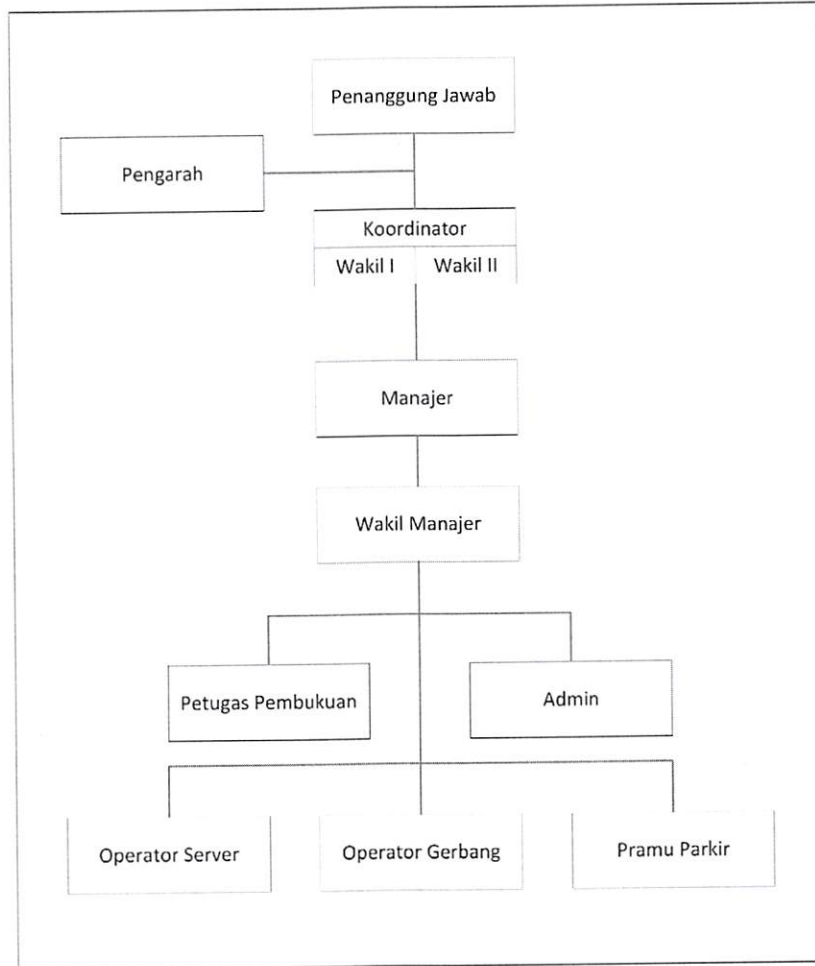 Penanggung Jawab
Pengarah
Koordinator
Wakil I Wakil II
Manajer
Wakil Manajer
Petugas Pembukuan Admin
Operator Server Operator Gerbang Pramu Parkir